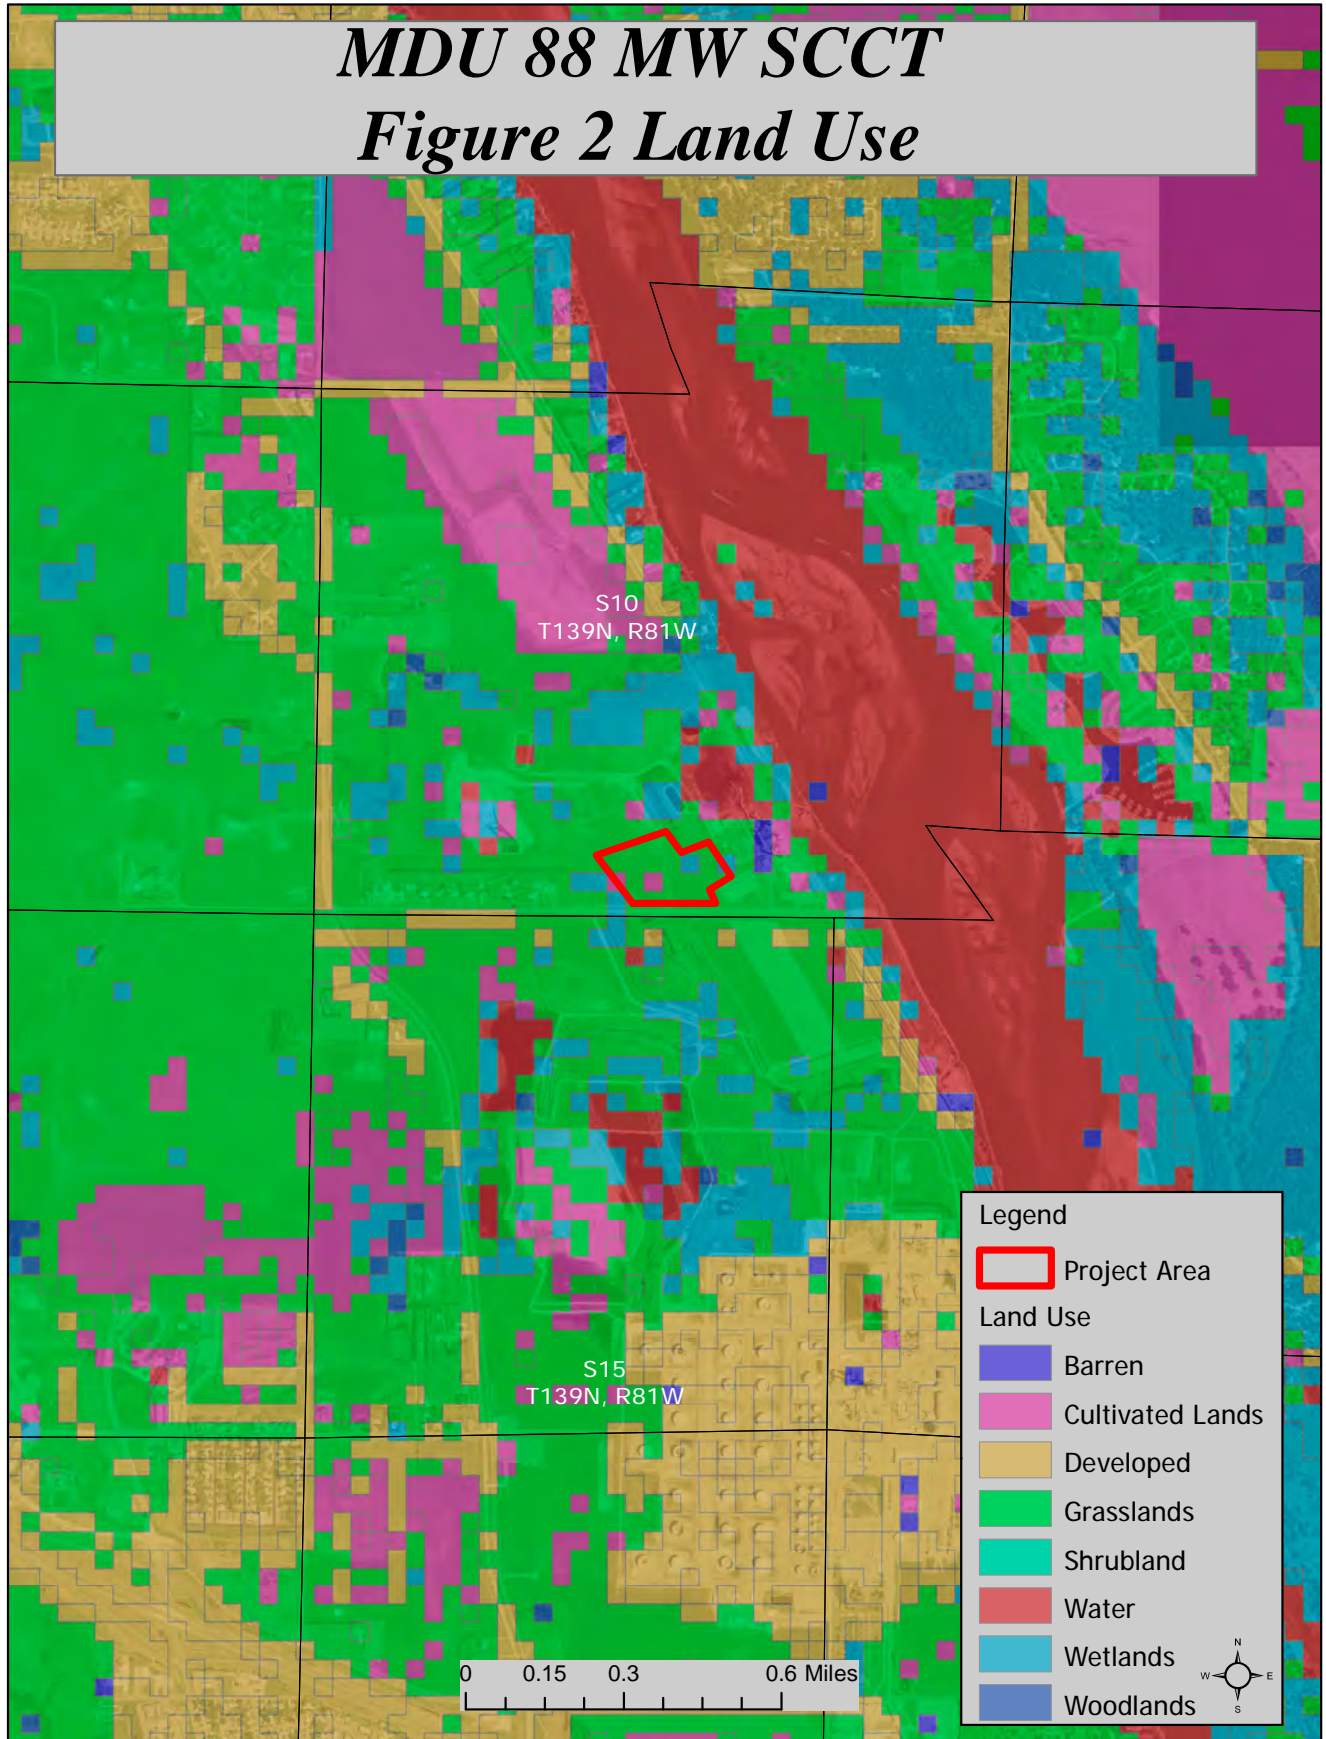 MDU 88 MW SCCT
Figure 2 Land Use
S10
T139N, R81W
S15
T139N, R81W
Legend
Project Area
Land Use
Barren
Cultivated Lands
Developed
Grasslands
Shrubland
Water
Wetlands
Woodlands
N
W E
S
0 0.15 0.3 0.6 Miles